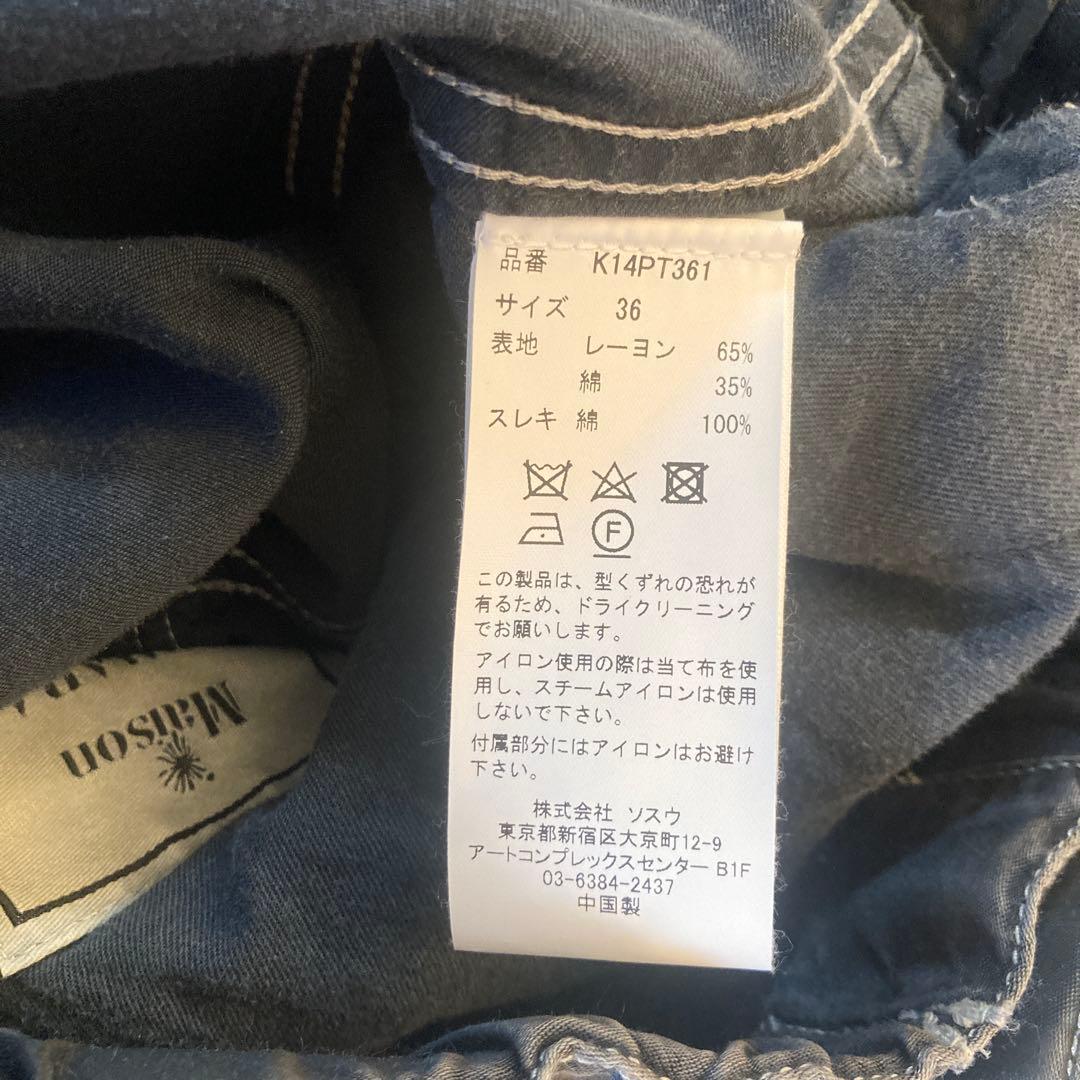 品番 K14PT361
サイズ 36
表地 レーヨン 65%
綿 35%
スレキ 綿 100%
F
この製品は、型くずれの恐れが
有るため、ドライクリーニング
でお願いします。
アイロン使用の際は当て布を使
用し、スチームアイロンは使用
しないで下さい。
付属部分にはアイロンはお避け
下さい。
株式会社 ソスウ
東京都新宿区大京町12-9
アートコンプレックスセンター B1F
03-6384-2437
中国製
Maison